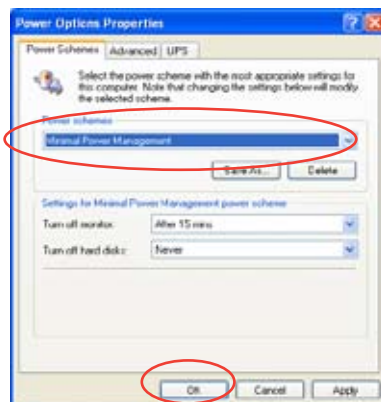 Power Options Properties
Power Schemes Advanced UPS
Select the power scheme with the most appropriate settings for
this computer. Note that changing the settings below will modify
the selected scheme.
Power schemes
Minimal Power Management
Save As... Delete
Settings for Minimal Power Management power scheme
Turn off monitor: After 15 mins
Turn off hard disks: Never
OK Cancel Apply